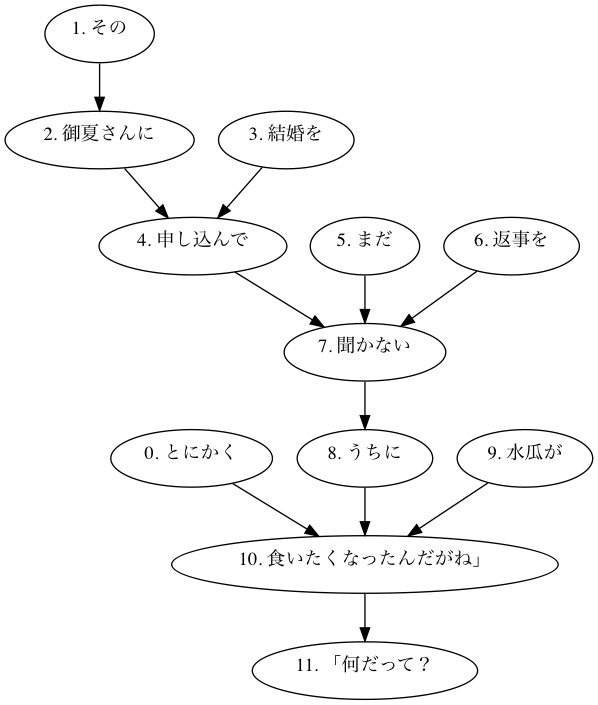 1. その
2. 御夏さんに
3. 結婚を
4. 申し込んで
5. まだ
6. 返事を
7. 聞かない
0. とにかく
8. うちに
9. 水瓜が
10. 食いたくなったんだがね」
11. 「何だって？